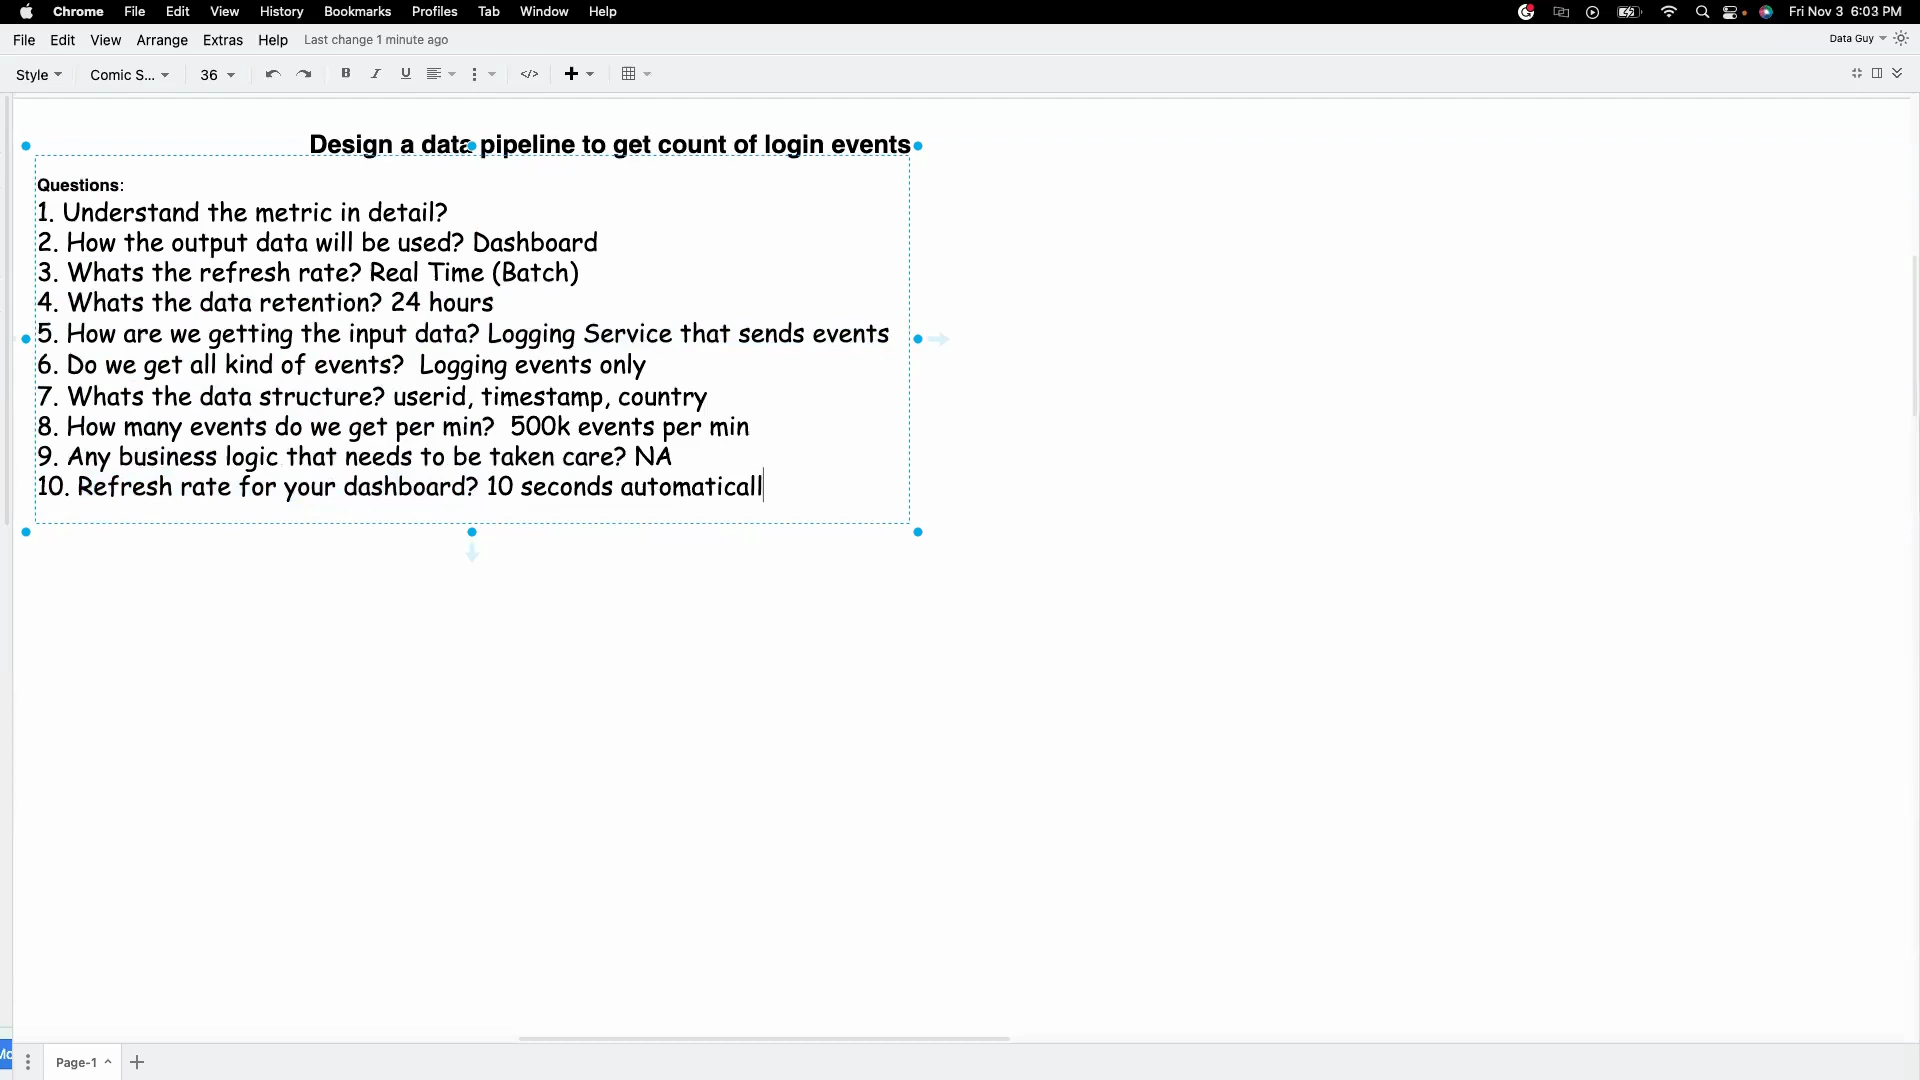 Chrome File Edit View History Bookmarks Profiles Tab Window Help Fri Nov 3 6:03 PM
File Edit View Arrange Extras Help Last change 1 minute ago Data Guy
Style Comic S... 36 B I U </>
Design a data pipeline to get count of login events
Questions:
1. Understand the metric in detail?
2. How the output data will be used? Dashboard
3. Whats the refresh rate? Real Time (Batch)
4. Whats the data retention? 24 hours
5. How are we getting the input data? Logging Service that sends events
6. Do we get all kind of events? Logging events only
7. Whats the data structure? userid, timestamp, country
8. How many events do we get per min? 500k events per min
9. Any business logic that needs to be taken care? NA
10. Refresh rate for your dashboard? 10 seconds automaticall
Page-1